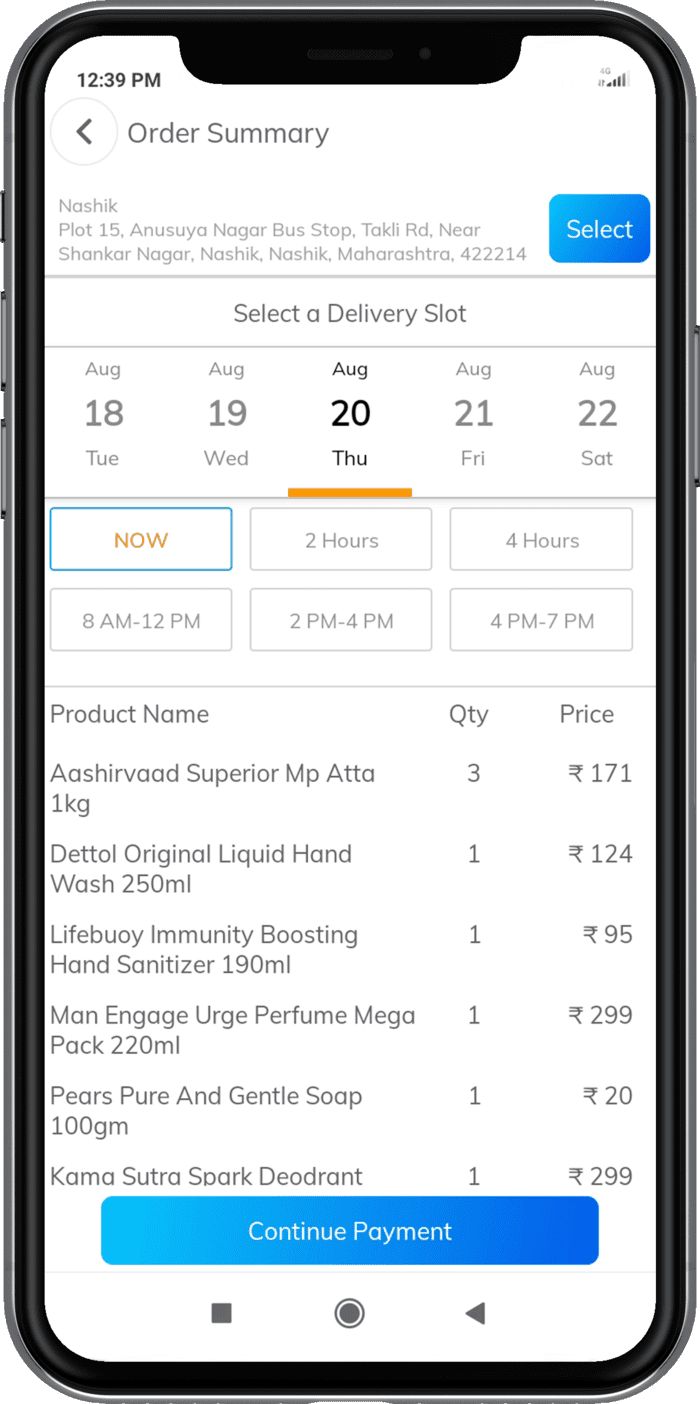 12:39 PM
4G
Order Summary
Nashik
Plot 15, Anusuya Nagar Bus Stop, Takli Rd, Near
Shankar Nagar, Nashik, Nashik, Maharashtra, 422214
Select
Select a Delivery Slot
Aug Aug Aug Aug Aug
18 19 20 21 22
Tue Wed Thu Fri Sat
NOW 2 Hours 4 Hours
8 AM-12 PM 2 PM-4 PM 4 PM-7 PM
Product Name Qty Price
Aashirvaad Superior Mp Atta 3 ₹ 171
1kg
Dettol Original Liquid Hand 1 ₹ 124
Wash 250ml
Lifebuoy Immunity Boosting 1 ₹ 95
Hand Sanitizer 190ml
Man Engage Urge Perfume Mega 1 ₹ 299
Pack 220ml
Pears Pure And Gentle Soap 1 ₹ 20
100gm
Kama Sutra Spark Deodrant 1 ₹ 299
Continue Payment